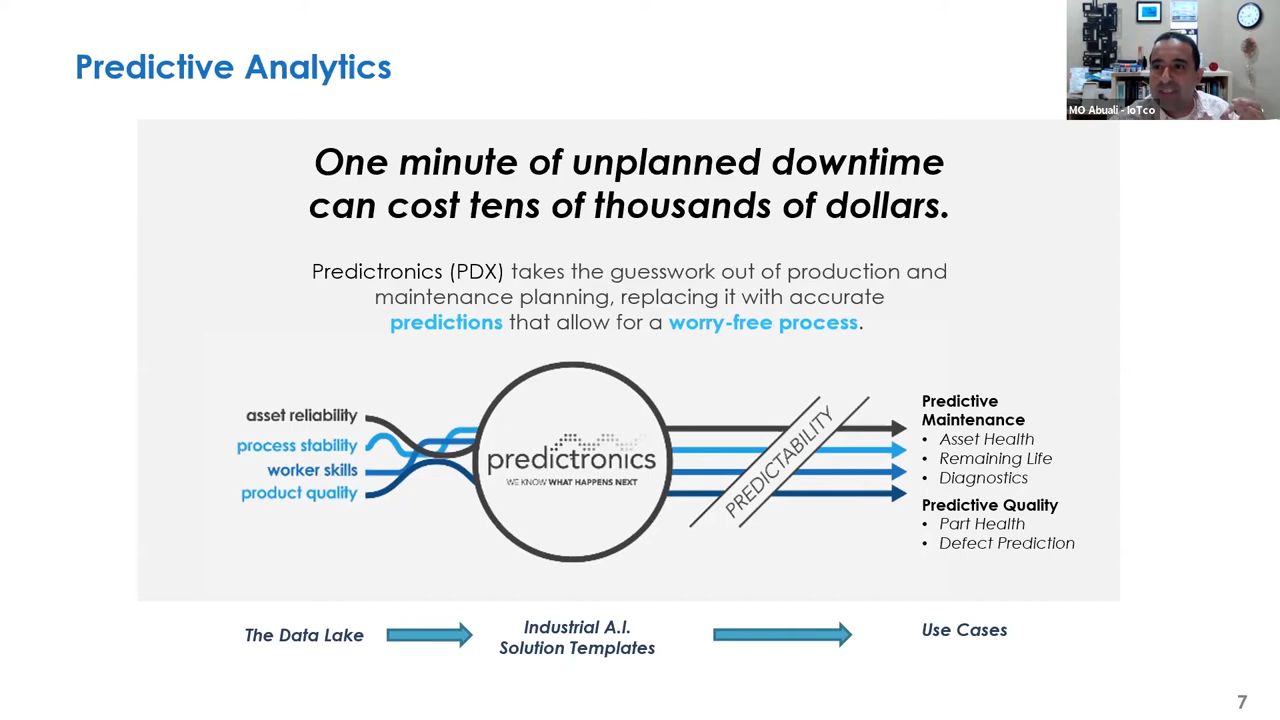 Predictive Analytics
MO Abuali - IoTco
One minute of unplanned downtime
can cost tens of thousands of dollars.
Predictronics (PDX) takes the guesswork out of production and
maintenance planning, replacing it with accurate
predictions that allow for a worry-free process.
asset reliability
process stability
worker skills
product quality
predictronics
WE KNOW WHAT HAPPENS NEXT
PREDICTABILITY
Predictive
Maintenance
• Asset Health
• Remaining Life
• Diagnostics
Predictive Quality
• Part Health
• Defect Prediction
The Data Lake
Industrial A.I.
Solution Templates
Use Cases
7